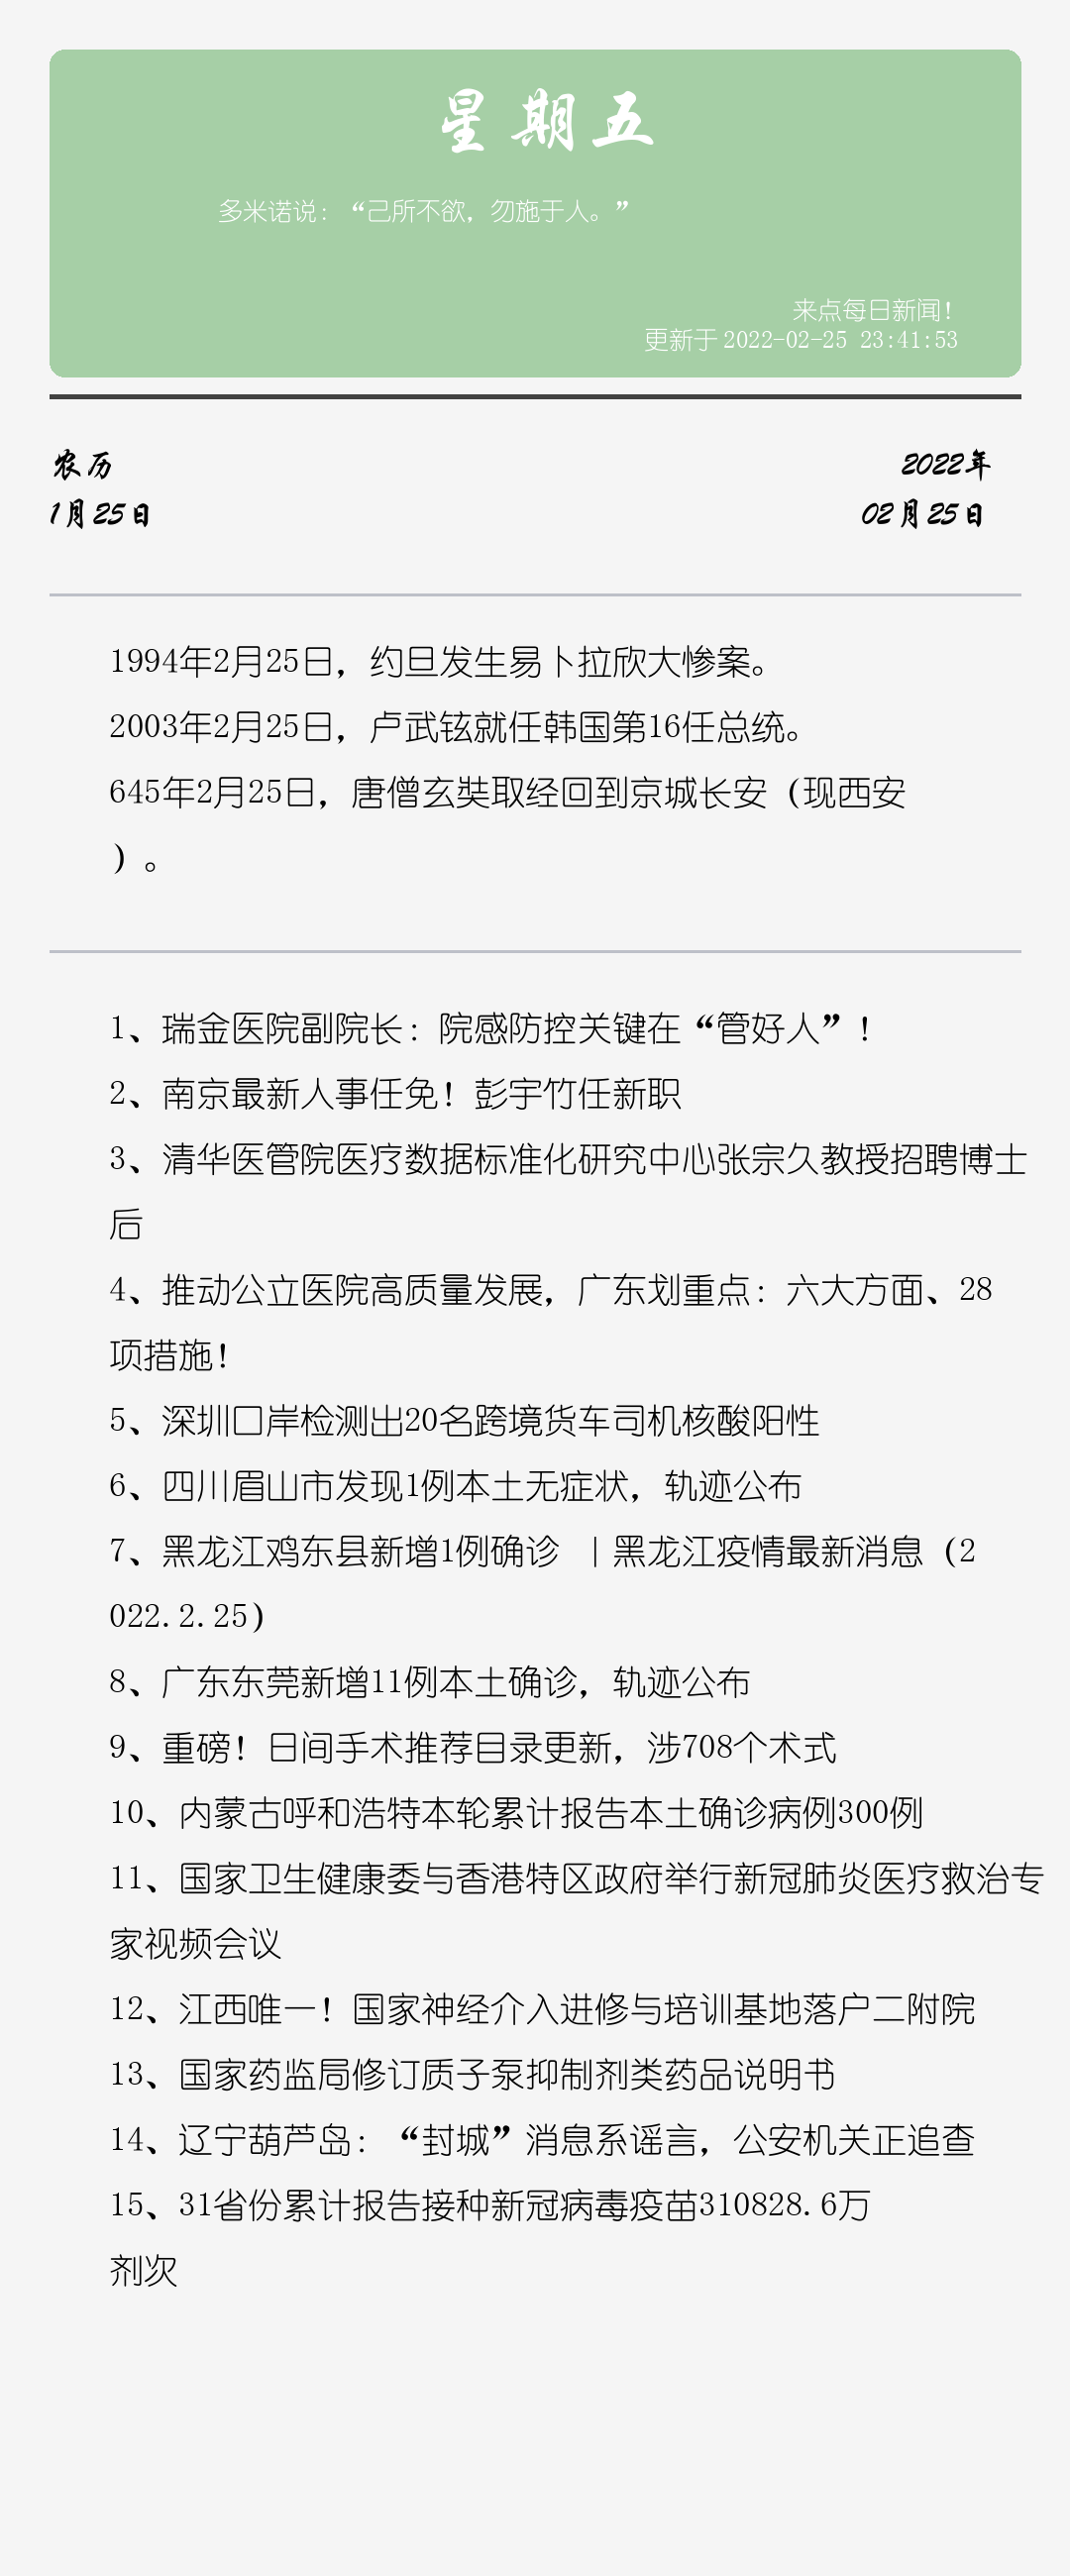 星期五
多米诺说：“己所不欲，勿施于人。”
来点每日新闻！
更新于 2022-02-25 23:41:53
农历
2022年
1月25日
02月25日
1994年2月25日，约旦发生易卜拉欣大惨案。
2003年2月25日，卢武铉就任韩国第16任总统。
645年2月25日，唐僧玄奘取经回到京城长安（现西安
）。
1、瑞金医院副院长：院感防控关键在“管好人”！
2、南京最新人事任免！彭宇竹任新职
3、清华医管院医疗数据标准化研究中心张宗久教授招聘博士
后
4、推动公立医院高质量发展，广东划重点：六大方面、28
项措施！
5、深圳口岸检测出20名跨境货车司机核酸阳性
6、四川眉山市发现1例本土无症状，轨迹公布
7、黑龙江鸡东县新增1例确诊 丨黑龙江疫情最新消息（2
022.2.25）
8、广东东莞新增11例本土确诊，轨迹公布
9、重磅！日间手术推荐目录更新，涉708个术式
10、内蒙古呼和浩特本轮累计报告本土确诊病例300例
11、国家卫生健康委与香港特区政府举行新冠肺炎医疗救治专
家视频会议
12、江西唯一！国家神经介入进修与培训基地落户二附院
13、国家药监局修订质子泵抑制剂类药品说明书
14、辽宁葫芦岛：“封城”消息系谣言，公安机关正追查
15、31省份累计报告接种新冠病毒疫苗310828.6万
剂次